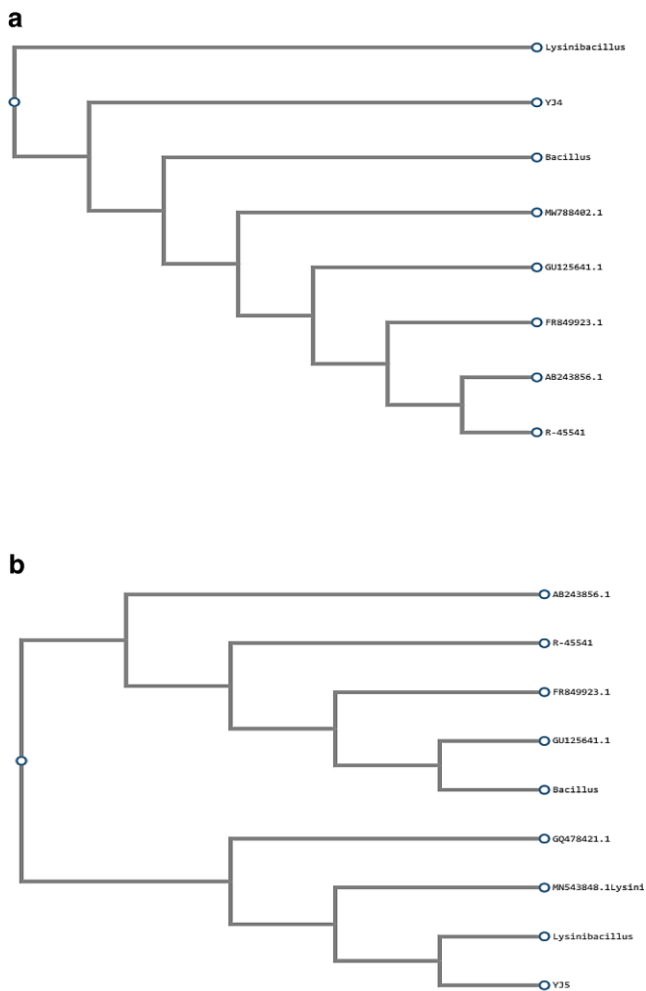 a
Lysinibacillus
YJ4
Bacillus
MW788402.1
GU125641.1
FR849923.1
AB243856.1
R-45541
b
AB243856.1
R-45541
FR849923.1
GU125641.1
Bacillus
GQ478421.1
MN543848.1Lysini
Lysinibacillus
YJ5